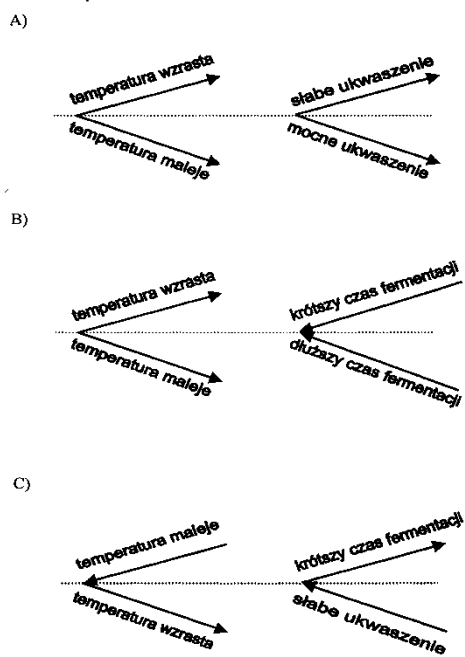 A)
temperatura wzrasta
temperatura maleje
słabe ukwaszenie
mocne ukwaszenie
B)
temperatura wzrasta
temperatura maleje
krótszy czas fermentacji
dłuższy czas fermentacji
C)
temperatura maleje
temperatura wzrasta
krótszy czas fermentacji
słabe ukwaszenie